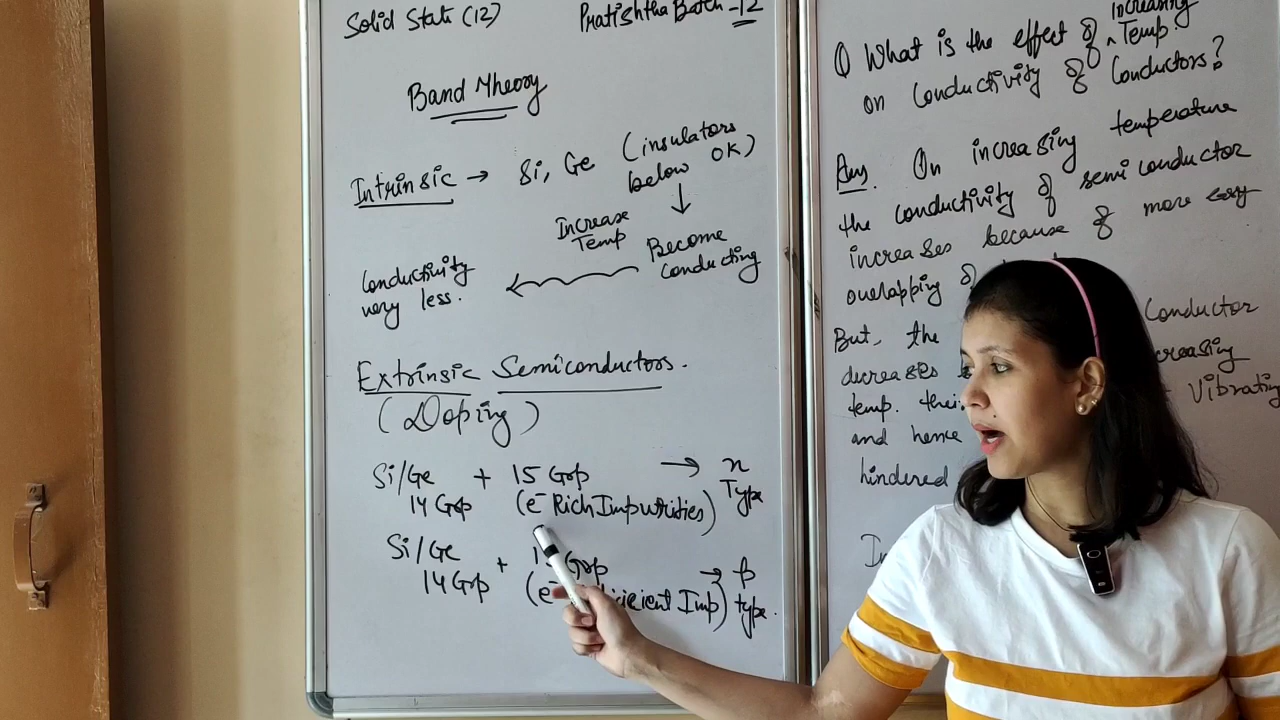 Solid State (12)
Pratishtha Batch - 12
Band Theory
Intrinsic → Si, Ge (insulators
below 0K)
↓
Increase
Temp
Become
Conducting
Conductivity
very less.
Extrinsic Semiconductors.
(Doping)
Si/Ge + 15 Grp → n
14 Grp (e⁻ Rich Impurities) Type
Si/Ge + 1 Grp → p
14 Grp (e⁻ Imp) type.
Increasing
Q What is the effect of ^ Temp.
on Conductivity of Conductors?
Ans. On increasing temperature
the conductivity of semi conductor
increases because of more easy
overlapping of
But, the Conductor
decreases
temp. Vibrating
and hence
hindered